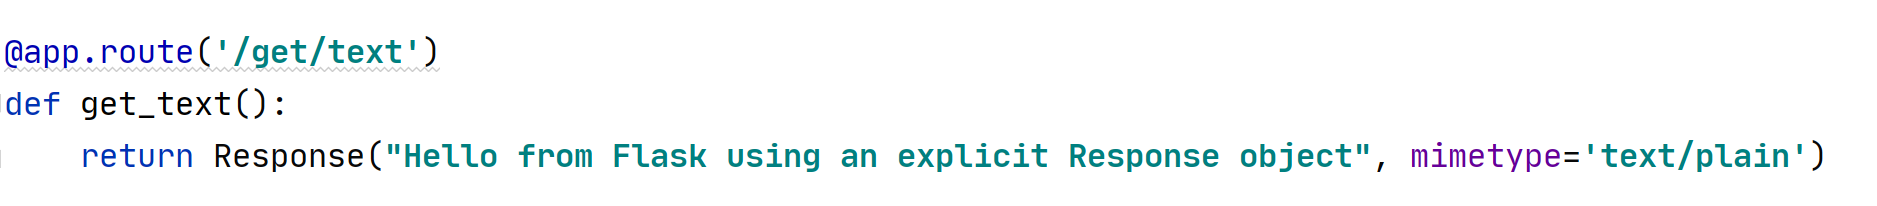 @app.route('/get/text')
def get_text():
    return Response("Hello from Flask using an explicit Response object", mimetype='text/plain')